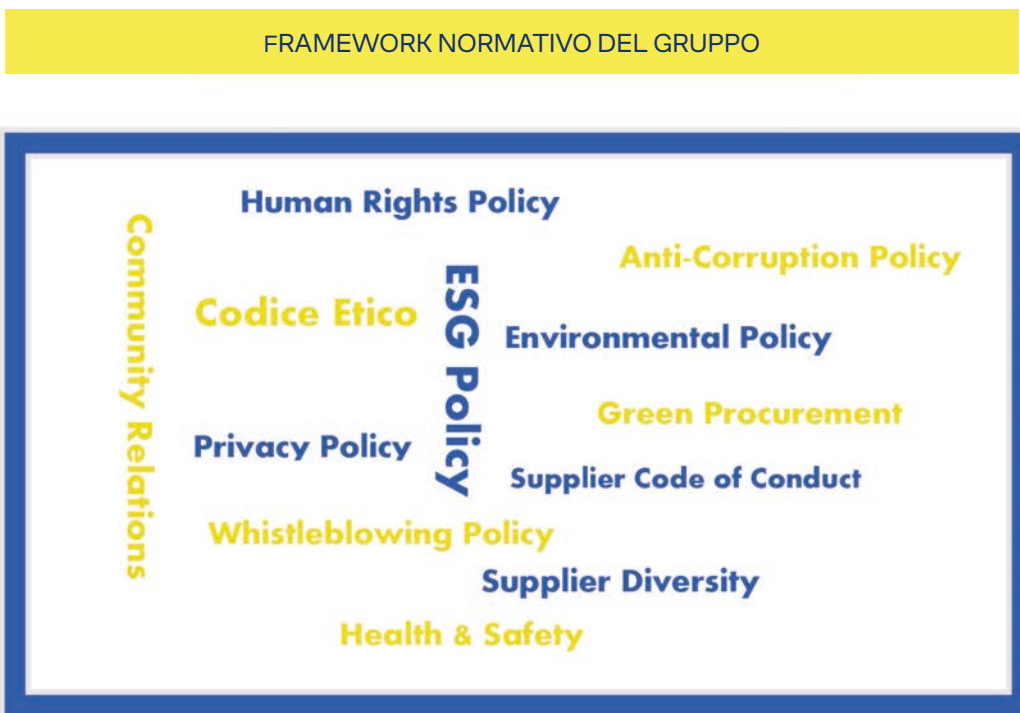 FRAMEWORK NORMATIVO DEL GRUPPO
Human Rights Policy
Community Relations
Anti-Corruption Policy
ESG Policy
Codice Etico
Environmental Policy
Green Procurement
Privacy Policy
Supplier Code of Conduct
Whistleblowing Policy
Supplier Diversity
Health & Safety